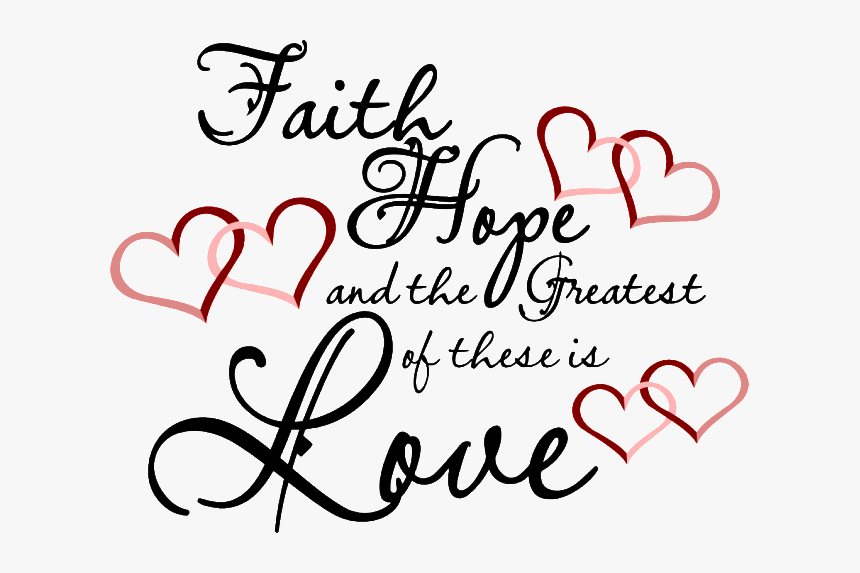 Faith
Hope
and the Greatest
of these is
Love